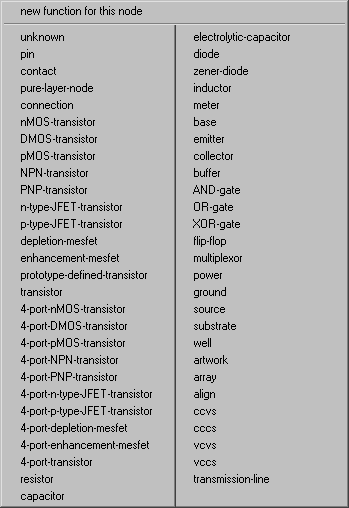 new function for this node
unknown
pin
contact
pure-layer-node
connection
nMOS-transistor
DMOS-transistor
pMOS-transistor
NPN-transistor
PNP-transistor
n-type-JFET-transistor
p-type-JFET-transistor
depletion-mesfet
enhancement-mesfet
prototype-defined-transistor
transistor
4-port-nMOS-transistor
4-port-DMOS-transistor
4-port-pMOS-transistor
4-port-NPN-transistor
4-port-PNP-transistor
4-port-n-type-JFET-transistor
4-port-p-type-JFET-transistor
4-port-depletion-mesfet
4-port-enhancement-mesfet
4-port-transistor
resistor
capacitor
electrolytic-capacitor
diode
zener-diode
inductor
meter
base
emitter
collector
buffer
AND-gate
OR-gate
XOR-gate
flip-flop
multiplexor
power
ground
source
substrate
well
artwork
array
align
ccvs
cccs
vcvs
vccs
transmission-line